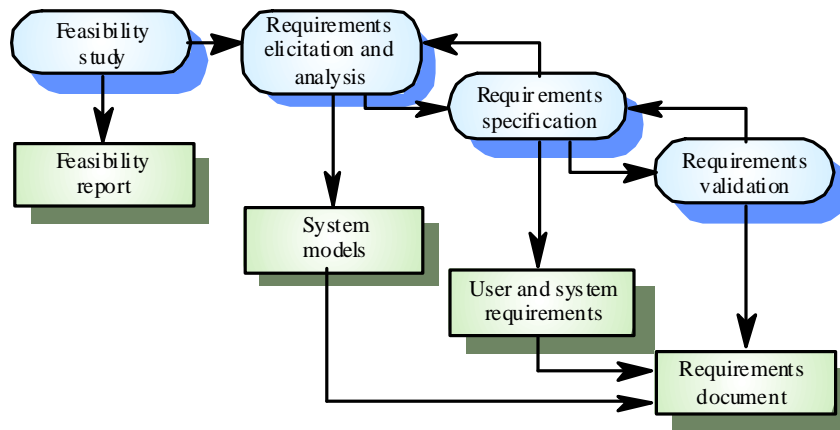 Feasibility
study
Requirements
elicitation and
analysis
Requirements
specification
Requirements
validation
Feasibility
report
System
models
User and system
requirements
Requirements
document